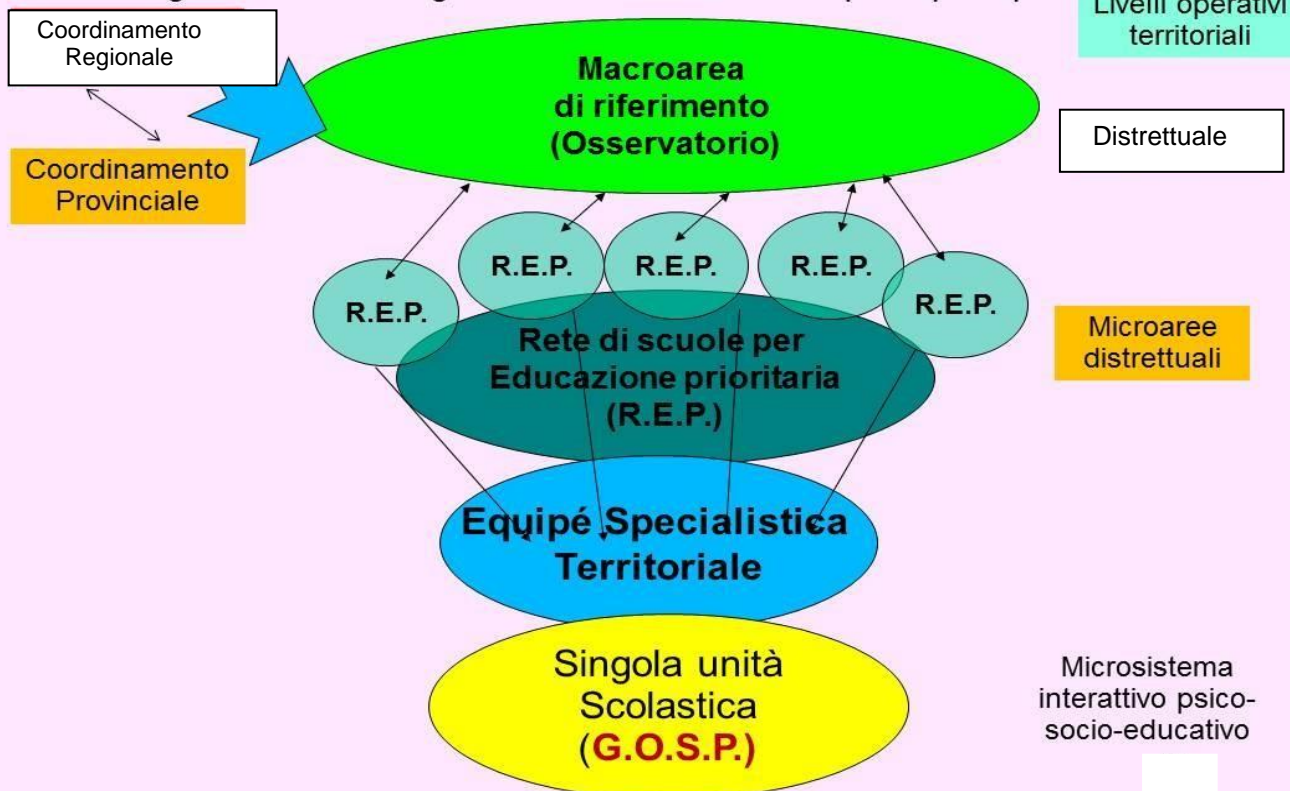 Coordinamento
Regionale
Livelli operativi
territoriali
Macroarea
di riferimento
(Osservatorio)
Distrettuale
Coordinamento
Provinciale
R.E.P.
R.E.P.
R.E.P.
R.E.P.
R.E.P.
Rete di scuole per
Educazione prioritaria
(R.E.P.)
Microaree
distrettuali
Equipé Specialistica
Territoriale
Singola unità
Scolastica
(G.O.S.P.)
Microsistema
interattivo psico-
socio-educativo